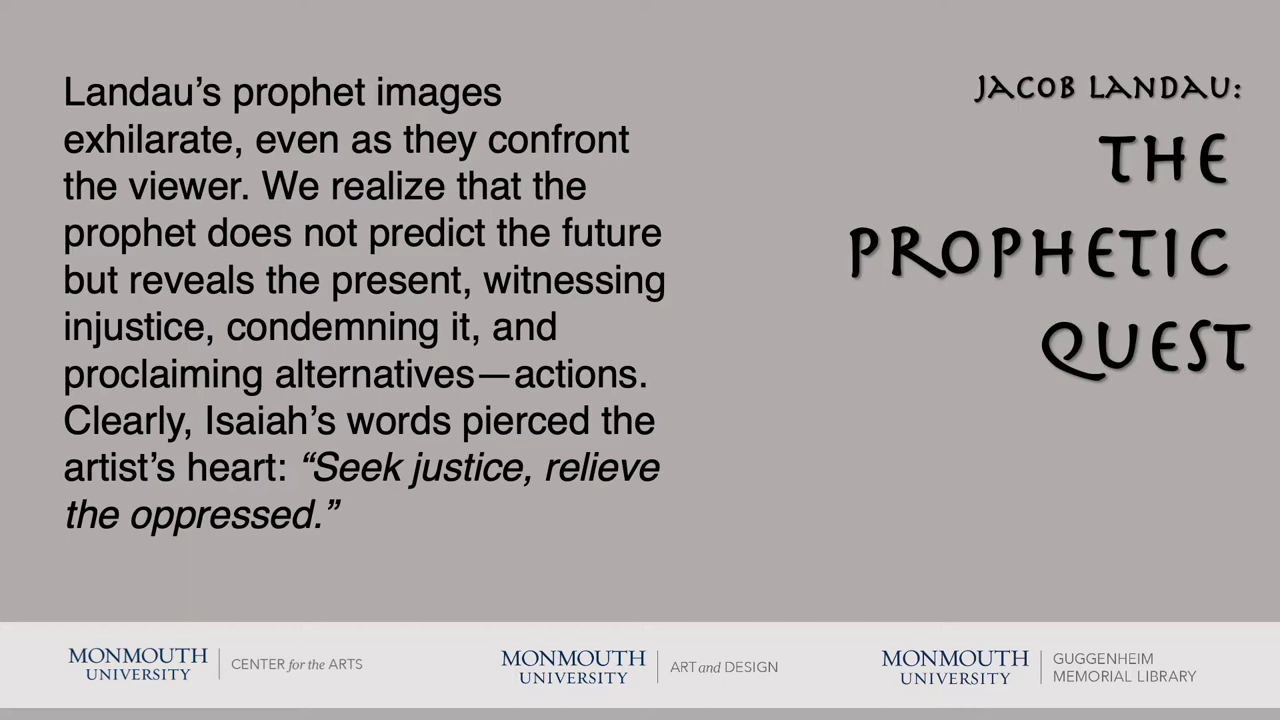 Landau’s prophet images
exhilarate, even as they confront
the viewer. We realize that the
prophet does not predict the future
but reveals the present, witnessing
injustice, condemning it, and
proclaiming alternatives—actions.
Clearly, Isaiah’s words pierced the
artist’s heart: “Seek justice, relieve
the oppressed.”
JACOB LANDAU:
THE
PROPHETIC
QUEST
MONMOUTH
UNIVERSITY
CENTER for the ARTS
MONMOUTH
UNIVERSITY
ART and DESIGN
MONMOUTH
UNIVERSITY
GUGGENHEIM
MEMORIAL LIBRARY